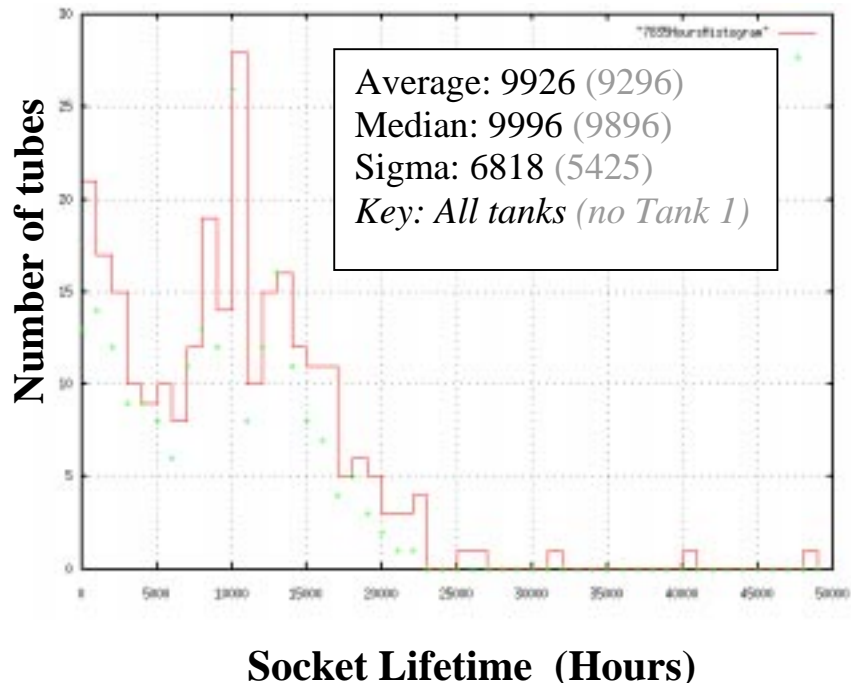 30
"7835HoursHistogram"
Average: 9926 (9296)
Median: 9996 (9896)
Sigma: 6818 (5425)
Key: All tanks (no Tank 1)
25
20
15
10
5
0
Number of tubes
0 5000 10000 15000 20000 25000 30000 35000 40000 45000 50000
Socket Lifetime (Hours)